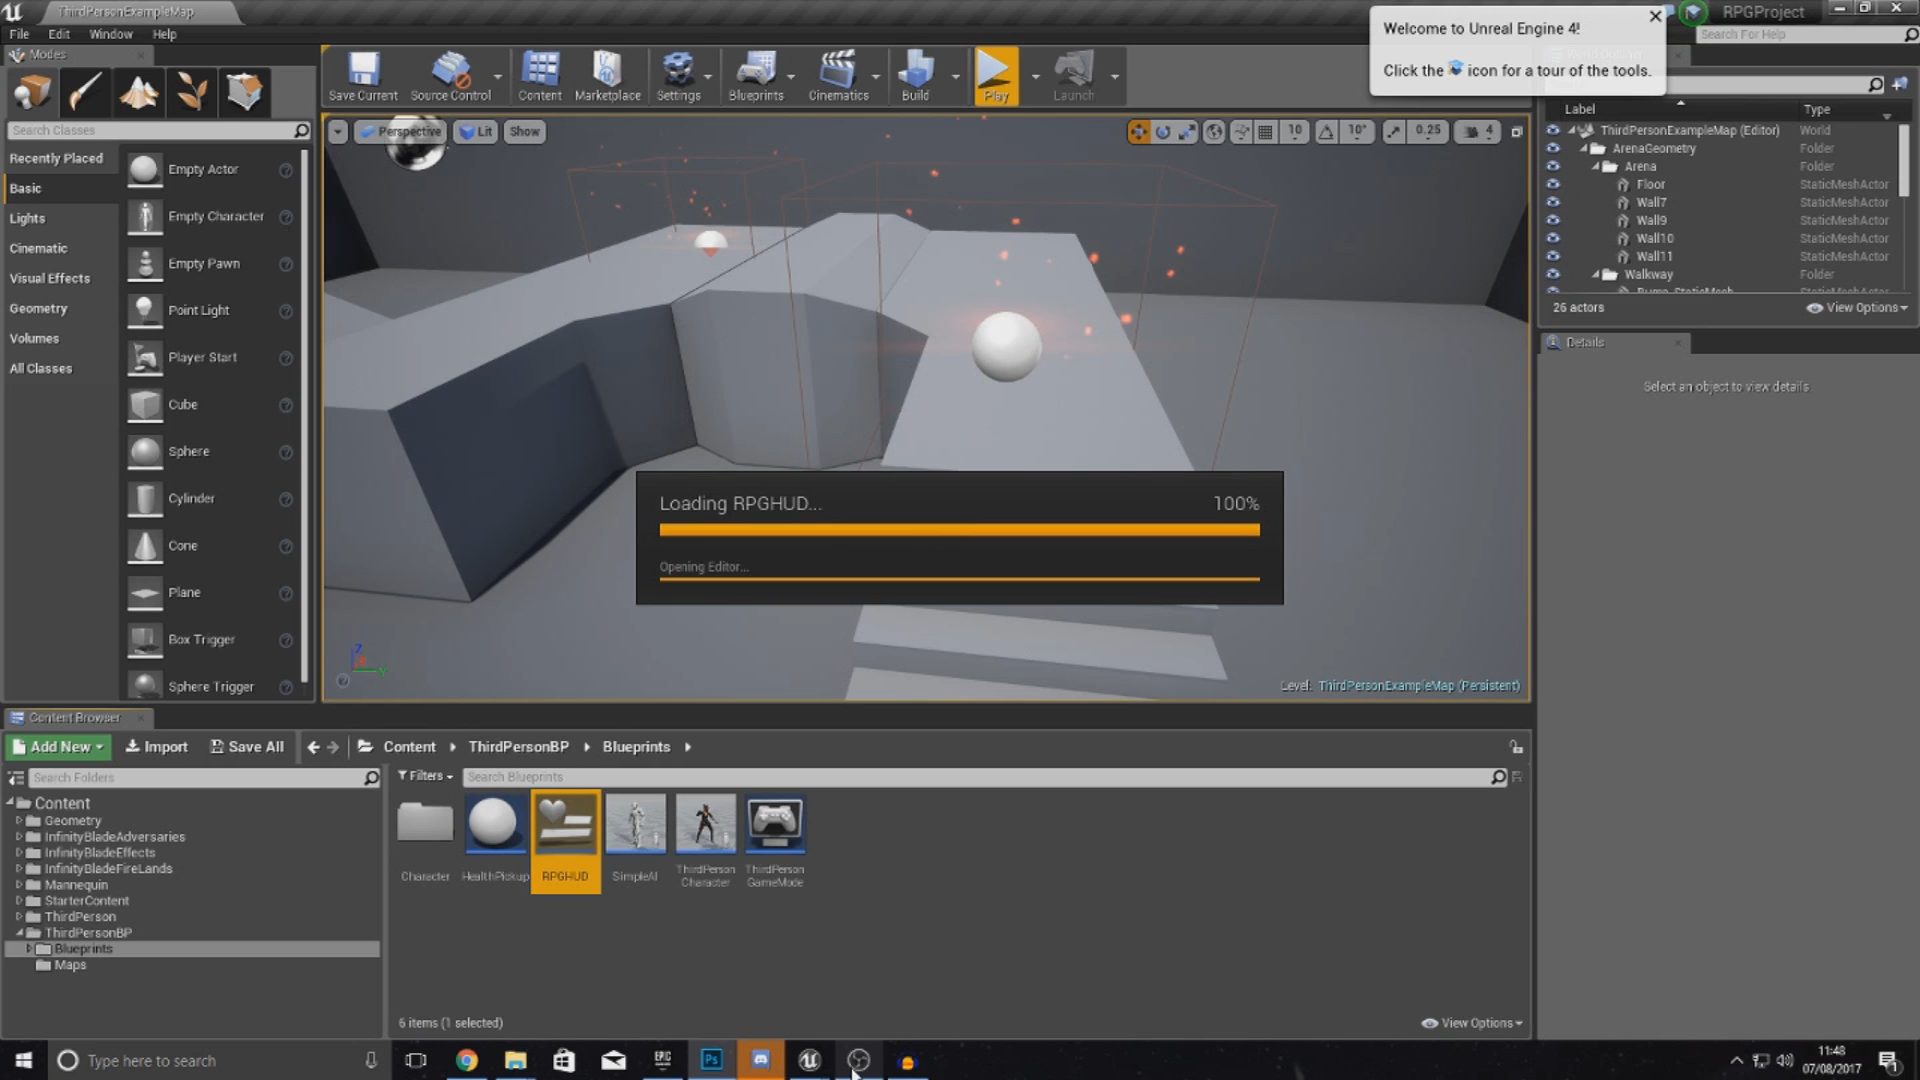 ThirdPersonExampleMap
RPGProject
File Edit Window Help
Search For Help
Welcome to Unreal Engine 4!
Click the icon for a tour of the tools.
Modes
Save Current
Source Control
Content
Marketplace
Settings
Blueprints
Cinematics
Build
Play
Launch
Search Classes
Recently Placed
Basic
Lights
Cinematic
Visual Effects
Geometry
Volumes
All Classes
Empty Actor
Empty Character
Empty Pawn
Point Light
Player Start
Cube
Sphere
Cylinder
Cone
Plane
Box Trigger
Sphere Trigger
Perspective
Lit
Show
10
10°
0.25
4
Loading RPGHUD...
100%
Opening Editor...
Z
Y
Level: ThirdPersonExampleMap (Persistent)
Label Type
ThirdPersonExampleMap (Editor) World
ArenaGeometry Folder
Arena Folder
Floor StaticMeshActor
Wall7 StaticMeshActor
Wall9 StaticMeshActor
Wall10 StaticMeshActor
Wall11 StaticMeshActor
Walkway Folder
26 actors
View Options
Details
Select an object to view details.
Content Browser
Add New
Import
Save All
Content
ThirdPersonBP
Blueprints
Search Folders
Filters
Search Blueprints
Content
Geometry
InfinityBladeAdversaries
InfinityBladeEffects
InfinityBladeFireLands
Mannequin
StarterContent
ThirdPerson
ThirdPersonBP
Blueprints
Maps
Character
HealthPickup
RPGHUD
SimpleAI
ThirdPerson
Character
ThirdPerson
GameMode
6 items (1 selected)
View Options
Type here to search
EPIC
Ps
11:48
07/08/2017
1